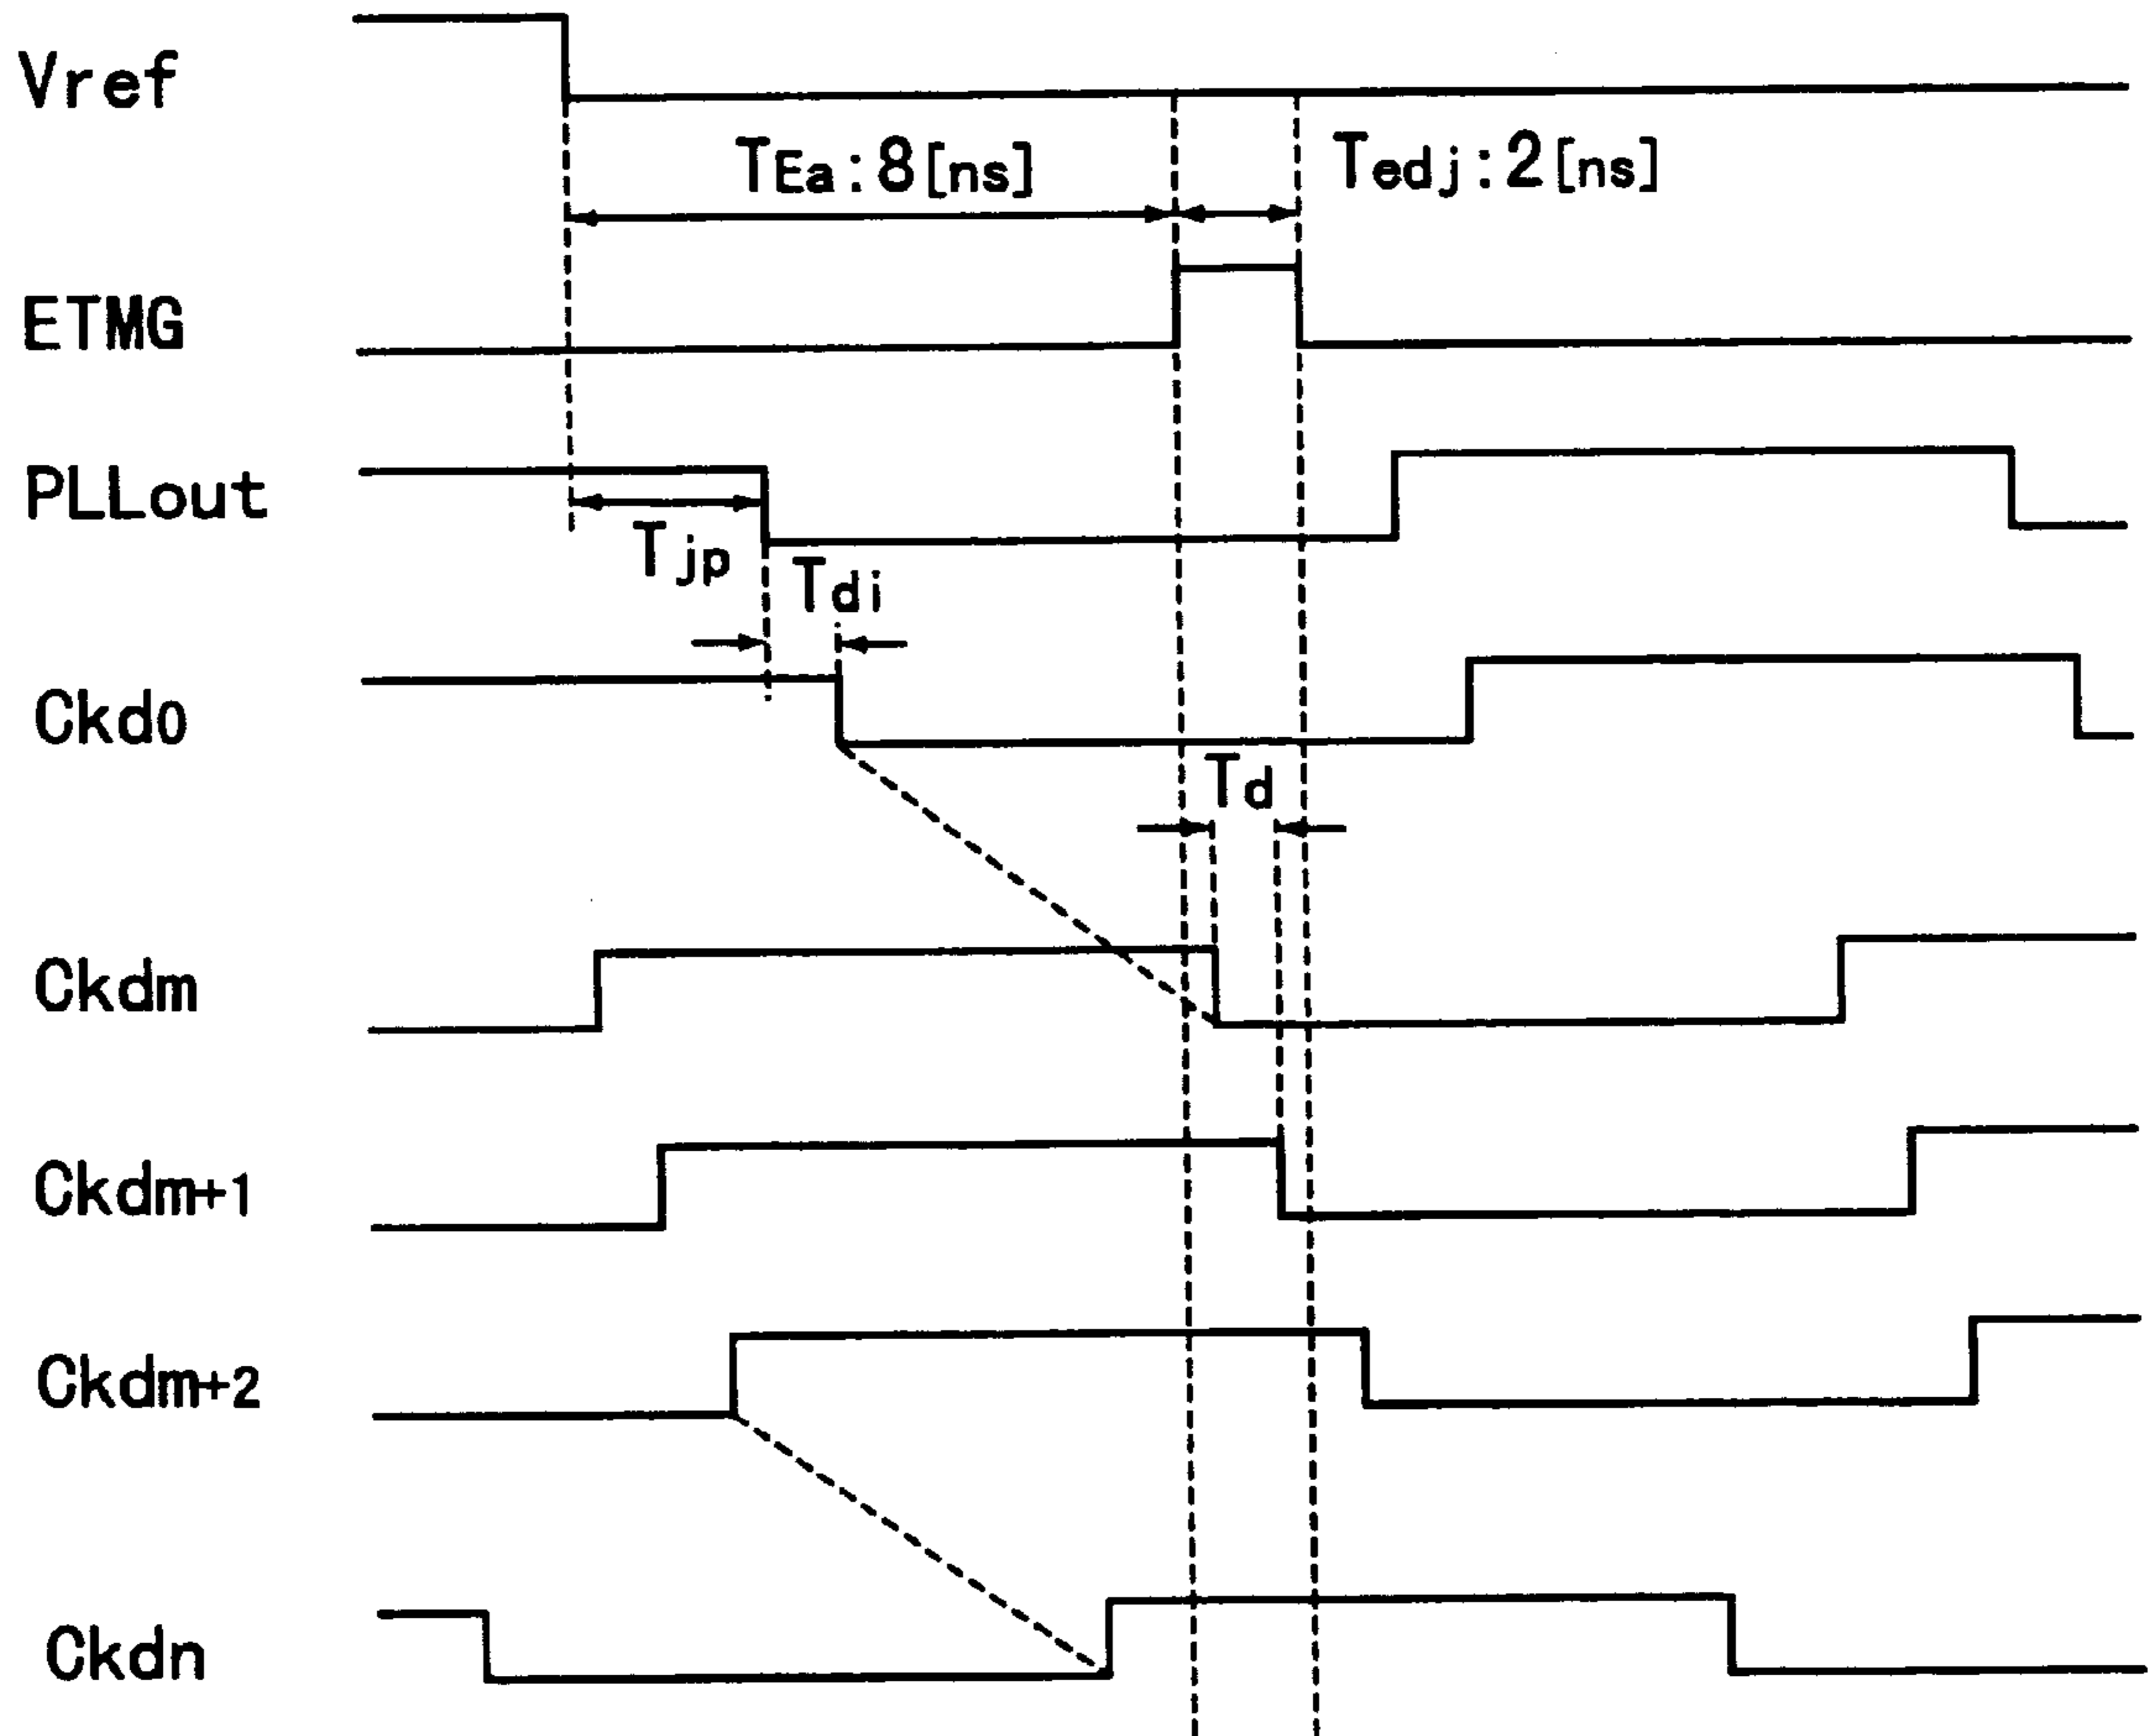 Vref
TEa:8[ns]
Tedj:2[ns]
ETMG
PLLout
Tjp
Tdi
Ckd0
Td
Ckdm
Ckdm+1
Ckdm+2
Ckdn